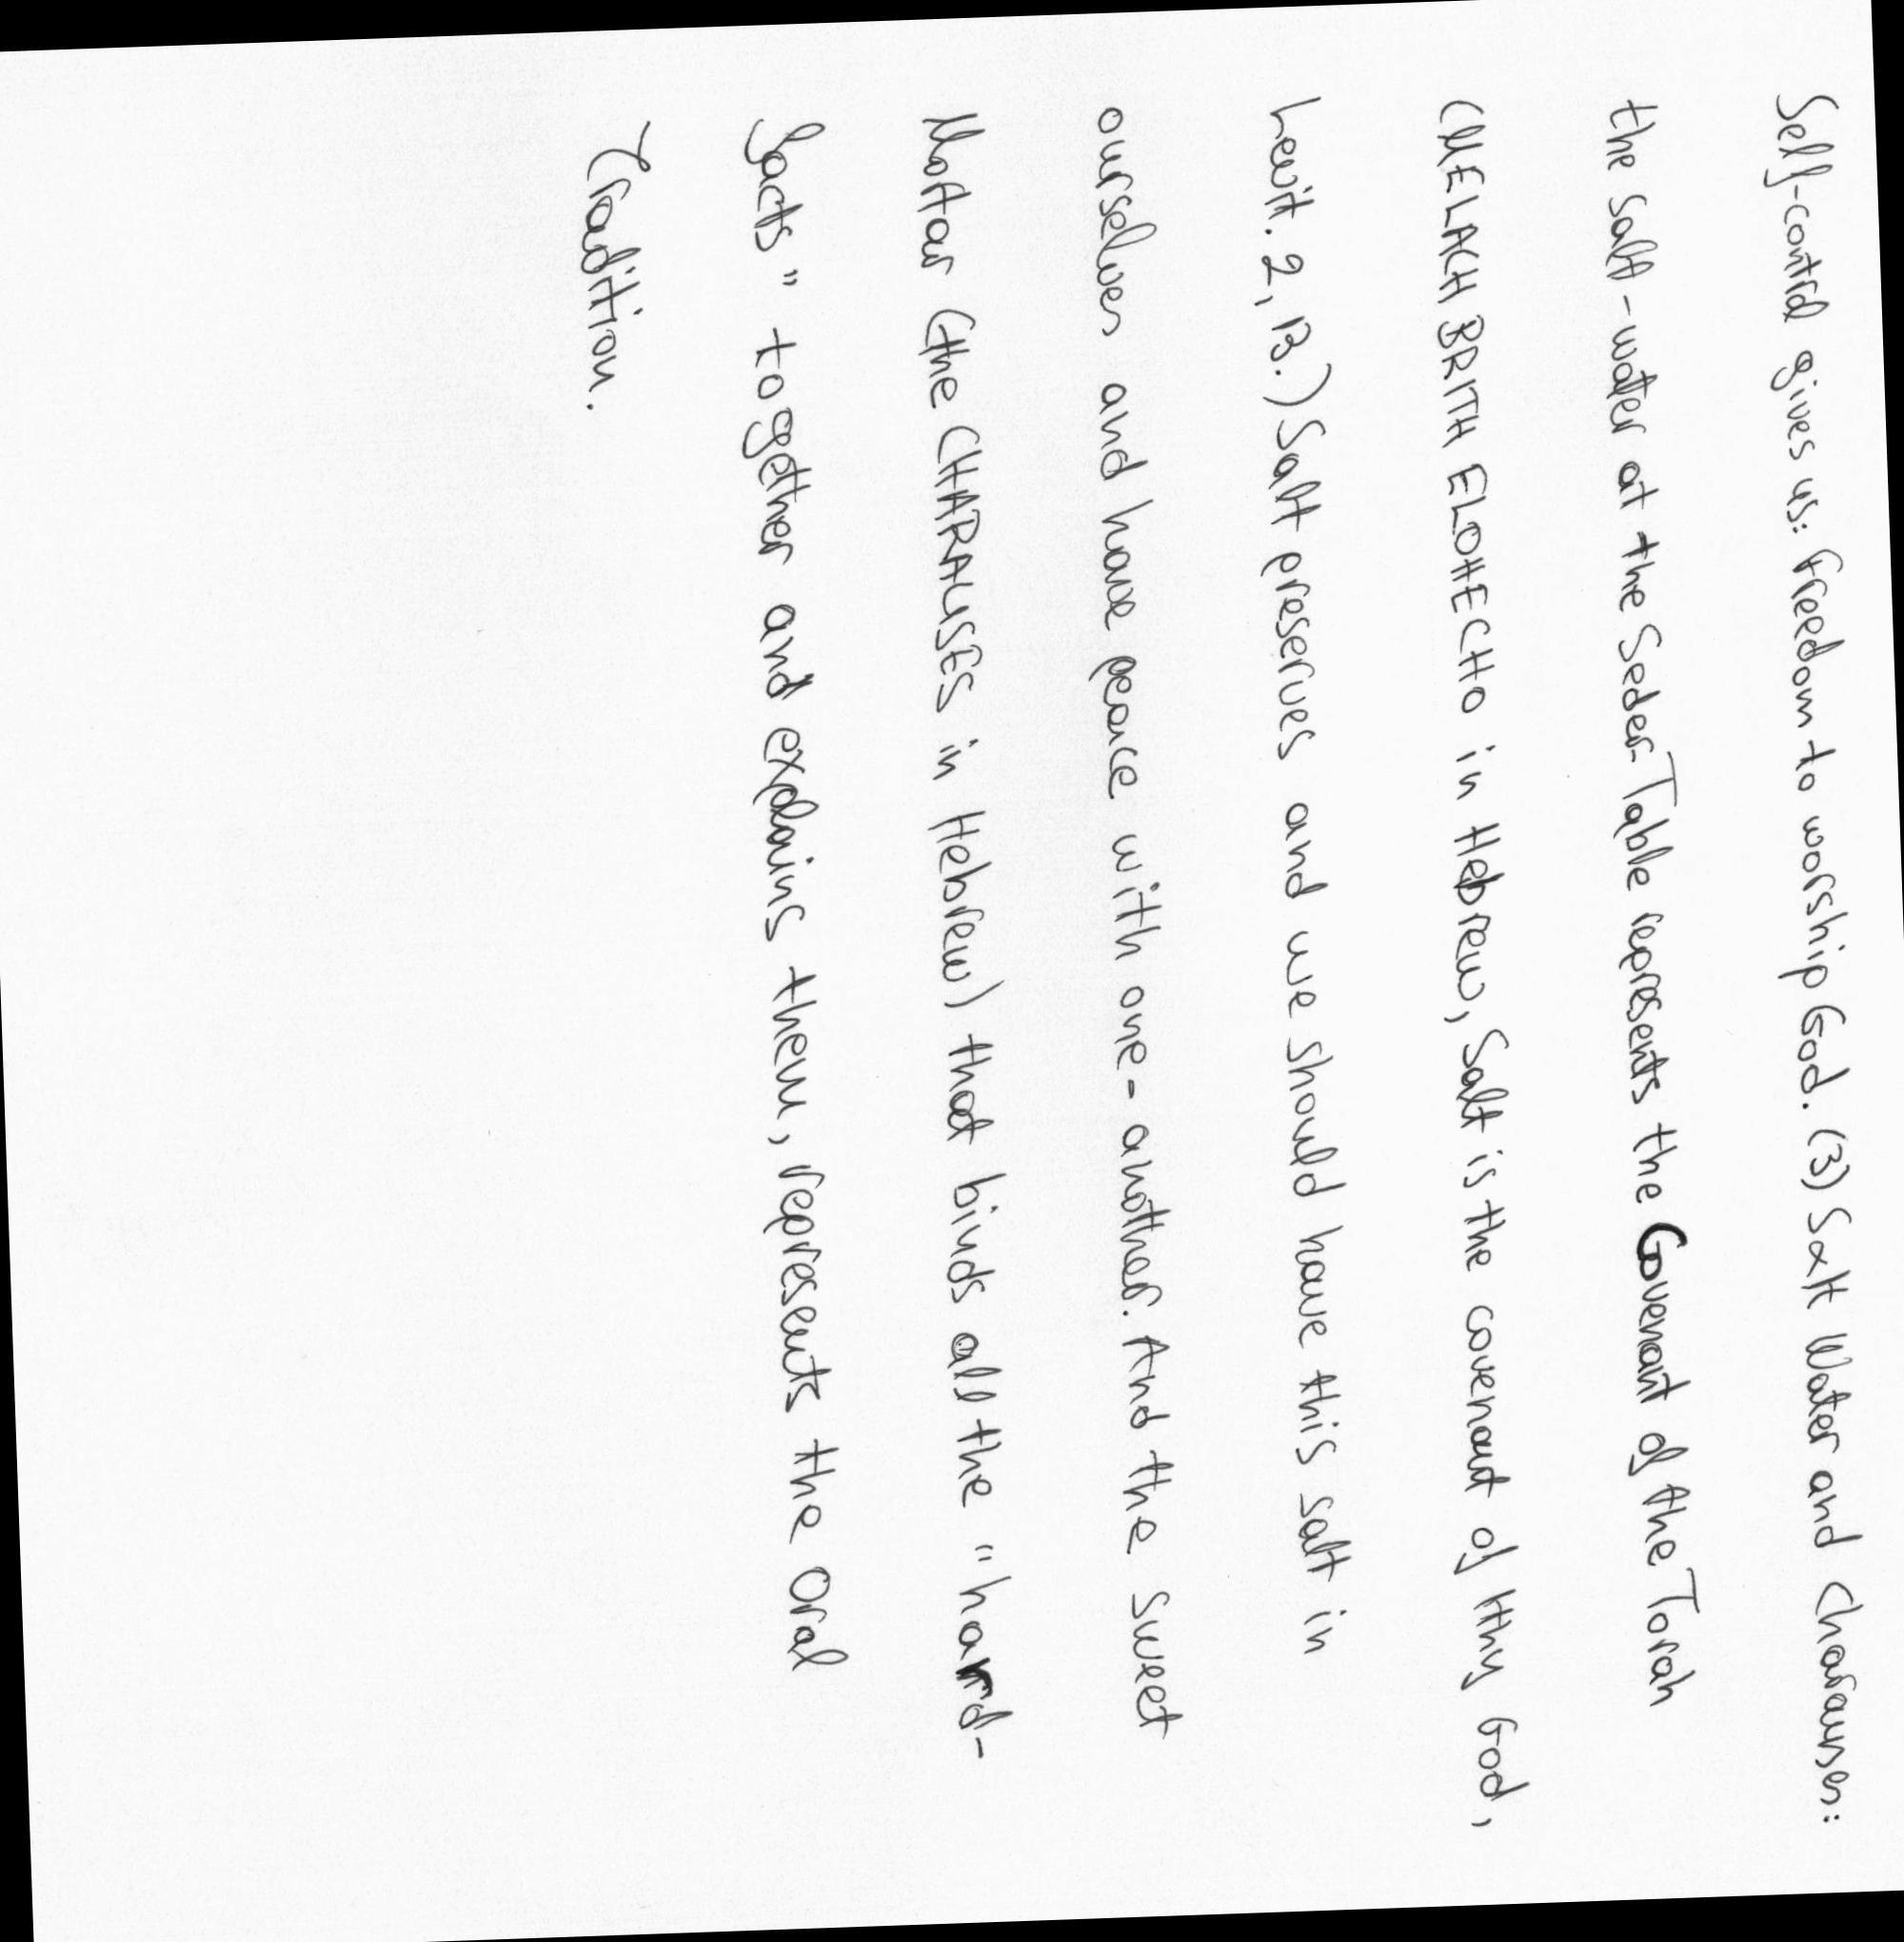 Self-control gives us: freedom to worship God. (3) Salt Water and Charauses:
the Salt-water at the Seder-Table represents the Covenant of the Torah
(MELACH BRITH ELOHECHO in Hebrew, Salt is the covenant of thy God,
Levit. 2, 13.) Salt preserves and we should have this salt in
ourselves and have peace with one-another. And the sweet
Mortar (the CHARAUSES in Hebrew) that binds all the "hard-
facts" together and explains them, represents the Oral
Tradition.